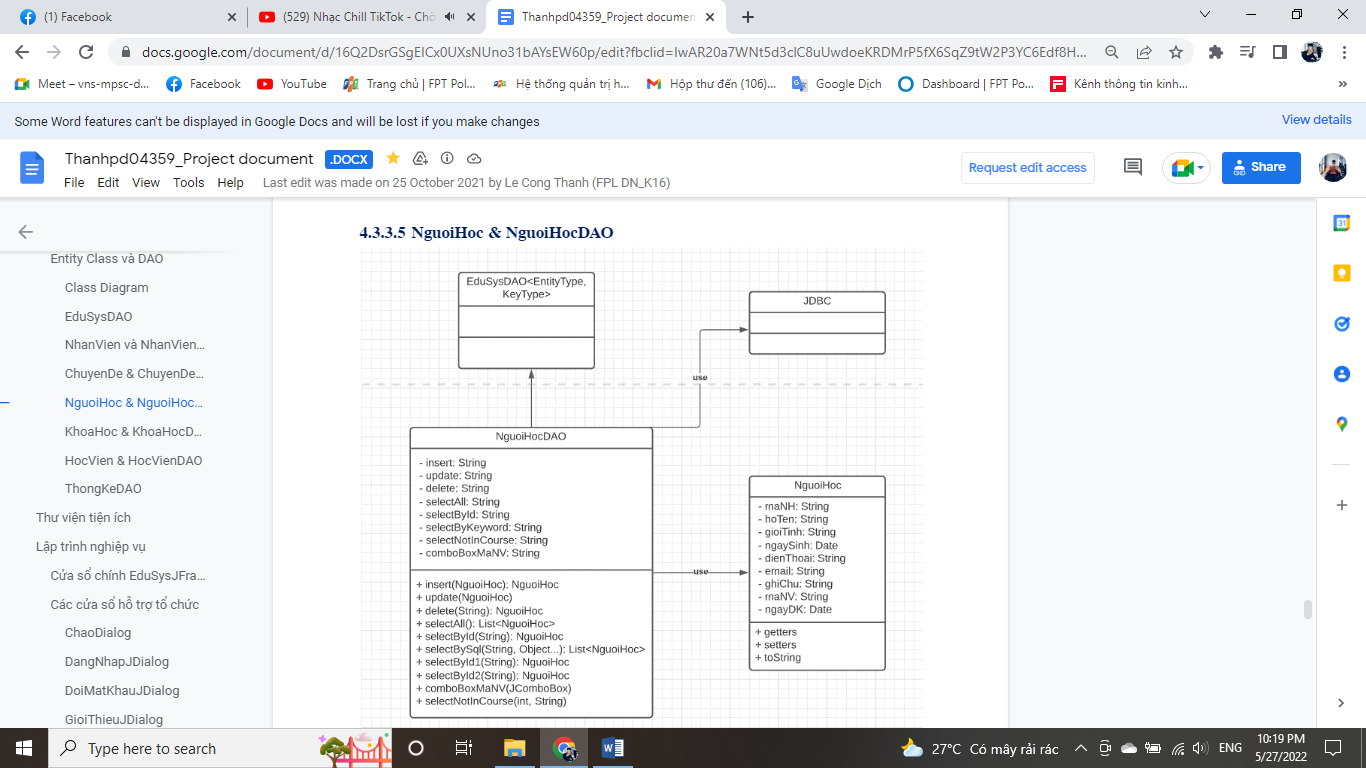 (1) Facebook
(529) Nhạc Chill TikTok - Chờ
Thanhpd04359_Project documen
docs.google.com/document/d/16Q2DsrGSgEICx0UXsNUno31bAYsEW60p/edit?fbclid=IwAR20a7WNt5d3clC8uUwdoeKRDMrP5fX6SqZ9tW2P3YC6Edf8H...
Meet – vns-mpsc-d...
Facebook
YouTube
Trang chủ | FPT Pol...
Hệ thống quản trị h...
Hộp thư đến (106)...
Google Dịch
Dashboard | FPT Po...
Kênh thông tin kinh...
Some Word features can't be displayed in Google Docs and will be lost if you make changes
View details
Thanhpd04359_Project document
.DOCX
Request edit access
Share
File Edit View Tools Help
Last edit was made on 25 October 2021 by Le Cong Thanh (FPL DN_K16)
Entity Class và DAO
Class Diagram
EduSysDAO
NhanVien và NhanVien...
ChuyenDe & ChuyenDe...
NguoiHoc & NguoiHoc...
KhoaHoc & KhoaHocD...
HocVien & HocVienDAO
ThongKeDAO
Thư viện tiện ích
Lập trình nghiệp vụ
Cửa sổ chính EduSysJFra...
Các cửa sổ hỗ trợ tổ chức
ChaoDialog
DangNhapJDialog
DoiMatKhauJDialog
GioiThieuJDialog
4.3.3.5 NguoiHoc & NguoiHocDAO
EduSysDAO<EntityType,
KeyType>
JDBC
use
NguoiHocDAO
- insert: String
- update: String
- delete: String
- selectAll: String
- selectById: String
- selectByKeyword: String
- selectNotInCourse: String
- comboBoxMaNV: String
+ insert(NguoiHoc): NguoiHoc
+ update(NguoiHoc)
+ delete(String): NguoiHoc
+ selectAll(): List<NguoiHoc>
+ selectById(String): NguoiHoc
+ selectBySql(String, Object...): List<NguoiHoc>
+ selectById1(String): NguoiHoc
+ selectById2(String): NguoiHoc
+ comboBoxMaNV(JComboBox)
+ selectNotInCourse(int, String)
use
NguoiHoc
- maNH: String
- hoTen: String
- gioiTinh: String
- ngaySinh: Date
- dienThoai: String
- email: String
- ghiChu: String
- maNV: String
- ngayDK: Date
+ getters
+ setters
+ toString
31
Type here to search
27°C Có mây rải rác
ENG
10:19 PM
5/27/2022